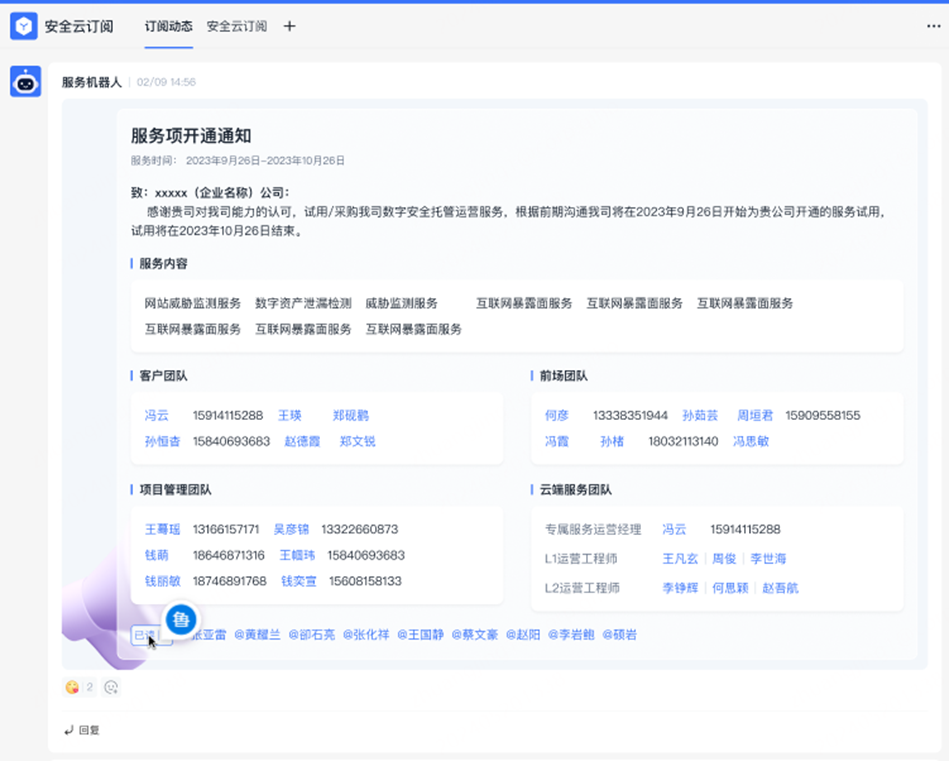 安全云订阅 订阅动态 安全云订阅 +
服务机器人 02/09 14:56
服务项开通通知
服务时间： 2023年9月26日-2023年10月26日
致：xxxxx（企业名称）公司：
感谢贵司对我司能力的认可，试用/采购我司数字安全托管运营服务，根据前期沟通我司将在2023年9月26日开始为贵公司开通的服务试用，
试用将在2023年10月26日结束。
服务内容
网站威胁监测服务 数字资产泄漏检测 威胁监测服务 互联网暴露面服务 互联网暴露面服务 互联网暴露面服务
互联网暴露面服务 互联网暴露面服务 互联网暴露面服务
客户团队
冯云 15914115288 王瑛 郑砚鹅
孙恒杳 15840693683 赵德霞 郑文锐
前场团队
何彦 13338351944 孙茹芸 周垣君 15909558155
冯霞 孙楮 18032113140 冯思敏
项目管理团队
王蓦瑶 13166157171 吴彦锦 13322660873
钱萌 18646871316 王帼玮 15840693683
钱丽敏 18746891768 钱奕宣 15608158133
云端服务团队
专属服务运营经理 冯云 15914115288
L1运营工程师 王凡玄 周俊 李世海
L2运营工程师 李铮辉 何思颖 赵吾航
鲁
张亚雷 @黄耀兰 @邵石亮 @张化祥 @王国静 @蔡文豪 @赵阳 @李岩鲍 @硕岩
2
回复